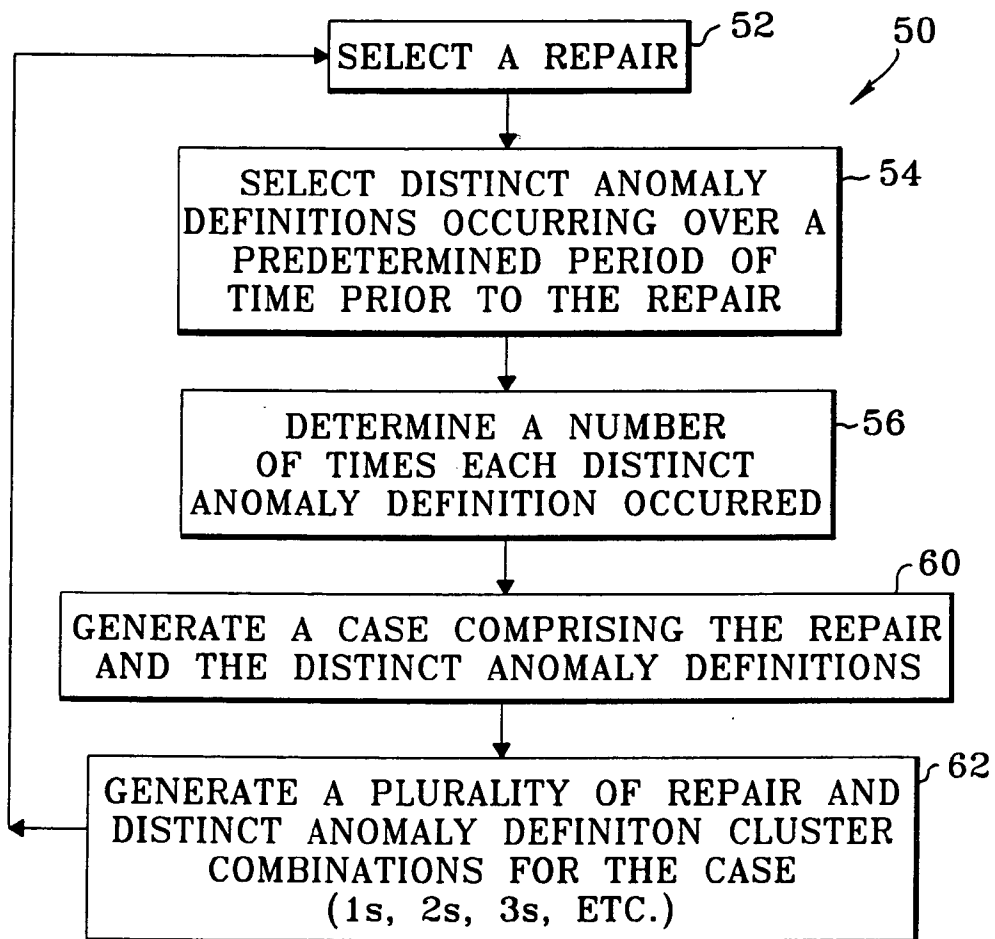 52
SELECT A REPAIR
50
SELECT DISTINCT ANOMALY
DEFINITIONS OCCURRING OVER A
PREDETERMINED PERIOD OF
TIME PRIOR TO THE REPAIR
54
DETERMINE A NUMBER
OF TIMES EACH DISTINCT
ANOMALY DEFINITION OCCURRED
56
60
GENERATE A CASE COMPRISING THE REPAIR
AND THE DISTINCT ANOMALY DEFINITIONS
62
GENERATE A PLURALITY OF REPAIR AND
DISTINCT ANOMALY DEFINITON CLUSTER
COMBINATIONS FOR THE CASE
(1s, 2s, 3s, ETC.)